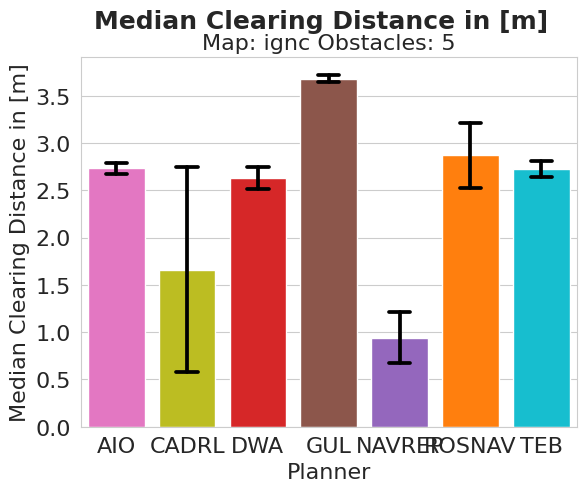 Median Clearing Distance in [m]
Map: ignc Obstacles: 5
Median Clearing Distance in [m]
3.5
3.0
2.5
2.0
1.5
1.0
0.5
0.0
AIO CADRL DWA GUL NAVREP ROSNAV TEB
Planner